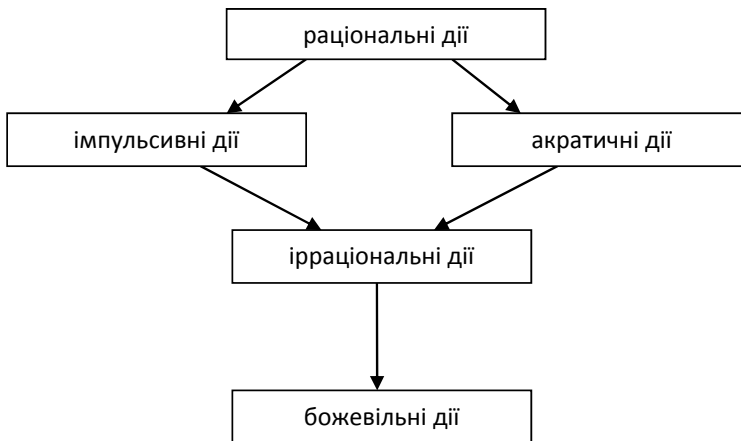 раціональні дії
імпульсивні дії
акратичні дії
ірраціональні дії
божевільні дії